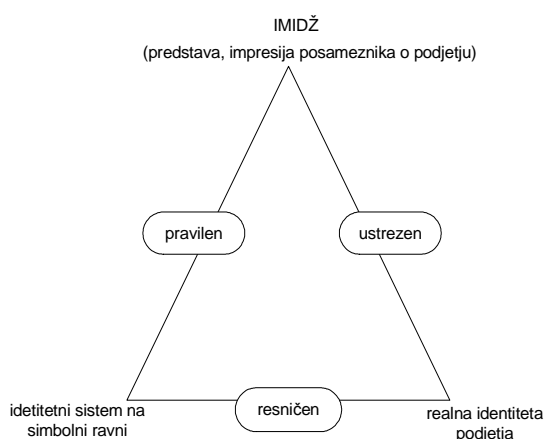 IMIDŽ
(predstava, impresija posameznika o podjetju)
pravilen
ustrezen
idetitetni sistem na
simbolni ravni
resničen
realna identiteta
podjetja